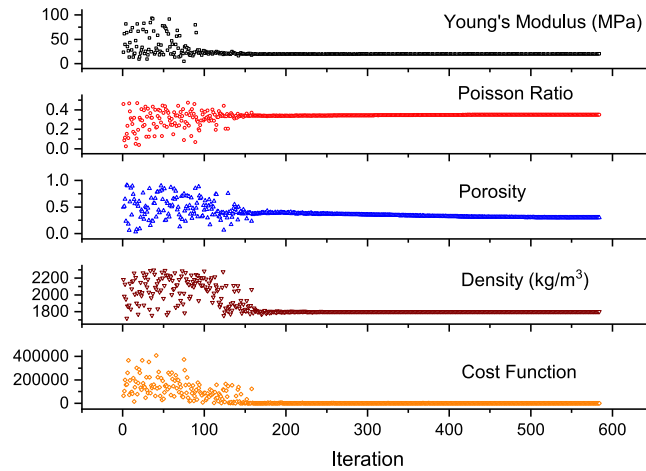 Young's Modulus (MPa)
100
50
0
Poisson Ratio
0.4
0.2
0.0
Porosity
1.0
0.5
0.0
Density (kg/m³)
2200
2000
1800
Cost Function
400000
200000
0
0 100 200 300 400 500 600
Iteration